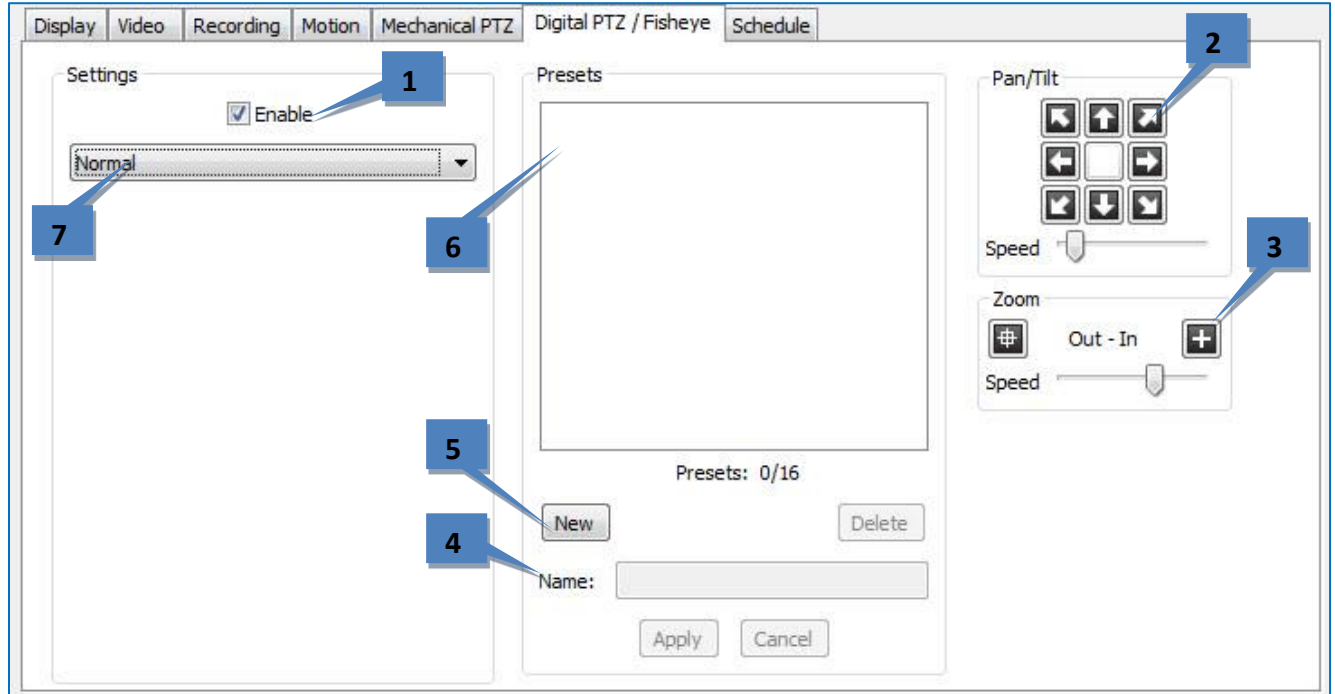 Display Video Recording Motion Mechanical PTZ Digital PTZ / Fisheye Schedule
2
Settings
1
Enable
Normal
7
Presets
6
Presets: 0/16
5
New Delete
4
Name:
Apply Cancel
Pan/Tilt
Speed
3
Zoom
Out - In
Speed